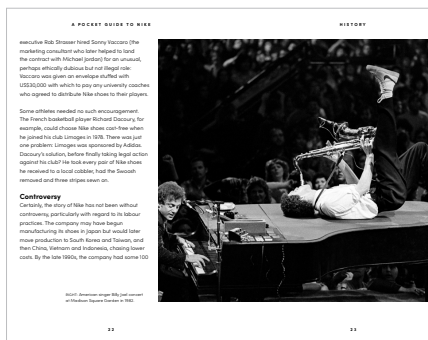 A POCKET GUIDE TO NIKE
HISTORY
executive Rob Strasser hired Sonny Vaccaro (the
marketing consultant who later helped to land
the contract with Michael Jordan) for an unusual,
perhaps ethically dubious but not illegal role:
Vaccaro was given an envelope stuffed with
US$30,000 with which to pay any university coaches
who agreed to distribute Nike shoes to their players.
Some athletes needed no such encouragement.
The French basketball player Richard Dacoury, for
example, could choose Nike shoes cost-free when
he joined his club Limoges in 1978. There was just
one problem: Limoges was sponsored by Adidas.
Dacoury's solution, before finally taking legal action
against his club? He took every pair of Nike shoes
he received to a local cobbler, had the Swoosh
removed and three stripes sewn on.
Controversy
Certainly, the story of Nike has not been without
controversy, particularly with regard to its labour
practices. The company may have begun
manufacturing its shoes in Japan but would later
move production to South Korea and Taiwan, and
then China, Vietnam and Indonesia, chasing lower
costs. By the late 1980s, the company had some 100
RIGHT: American singer Billy Joel concert
at Madison Square Garden in 1982.
22
23